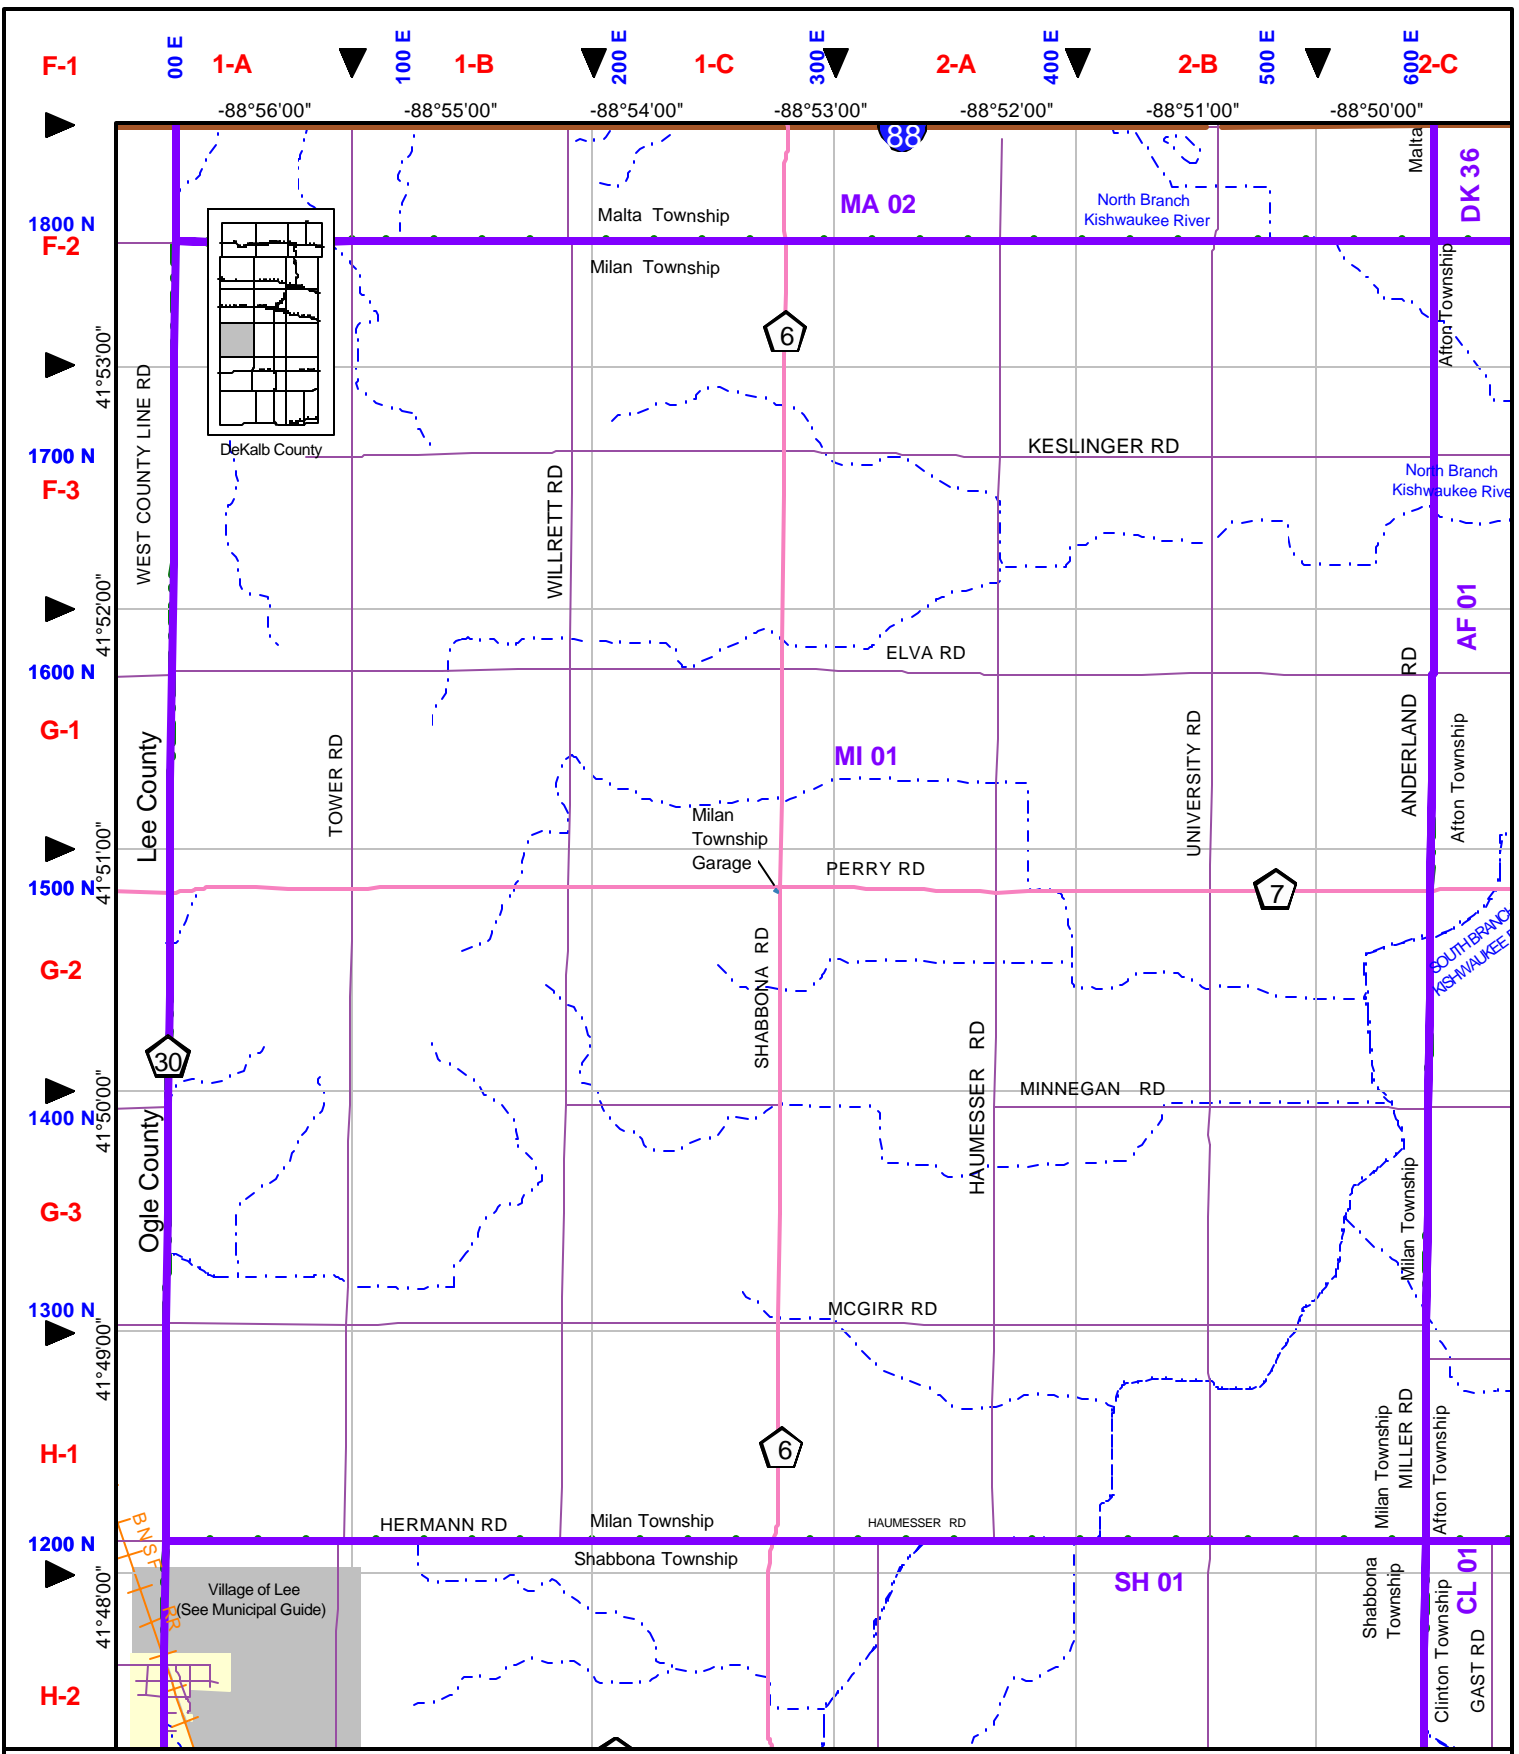 F-1
00 E
1-A
100 E
1-B
200 E
1-C
300 E
2-A
400 E
2-B
500 E
600 E
2-C
-88°56'00"
-88°55'00"
-88°54'00"
-88°53'00"
-88°52'00"
-88°51'00"
-88°50'00"
88
Malta
DK 36
MA 02
North Branch
Kishwaukee River
Malta Township
1800 N
F-2
Milan Township
Afton Township
6
41°53'00"
WEST COUNTY LINE RD
DeKalb County
KESLINGER RD
1700 N
F-3
WILLRETT RD
North Branch
Kishwaukee Rive
41°52'00"
AF 01
ELVA RD
1600 N
G-1
ANDERLAND RD
Lee County
TOWER RD
MI 01
UNIVERSITY RD
Afton Township
Milan
Township
Garage
41°51'00"
PERRY RD
1500 N
7
SHABBONA RD
SOUTH BRANCH
KISHWAUKEE
G-2
30
HAUMESSER RD
MINNEGAN RD
41°50'00"
1400 N
Ogle County
Milan Township
G-3
MCGIRR RD
1300 N
41°49'00"
6
H-1
Milan Township
MILLER RD
Afton Township
HERMANN RD
Milan Township
HAUMESSER RD
1200 N
BNSF RR
Shabbona Township
41°48'00"
Village of Lee
(See Municipal Guide)
SH 01
Shabbona
Township
CL 01
Clinton Township
GAST RD
H-2